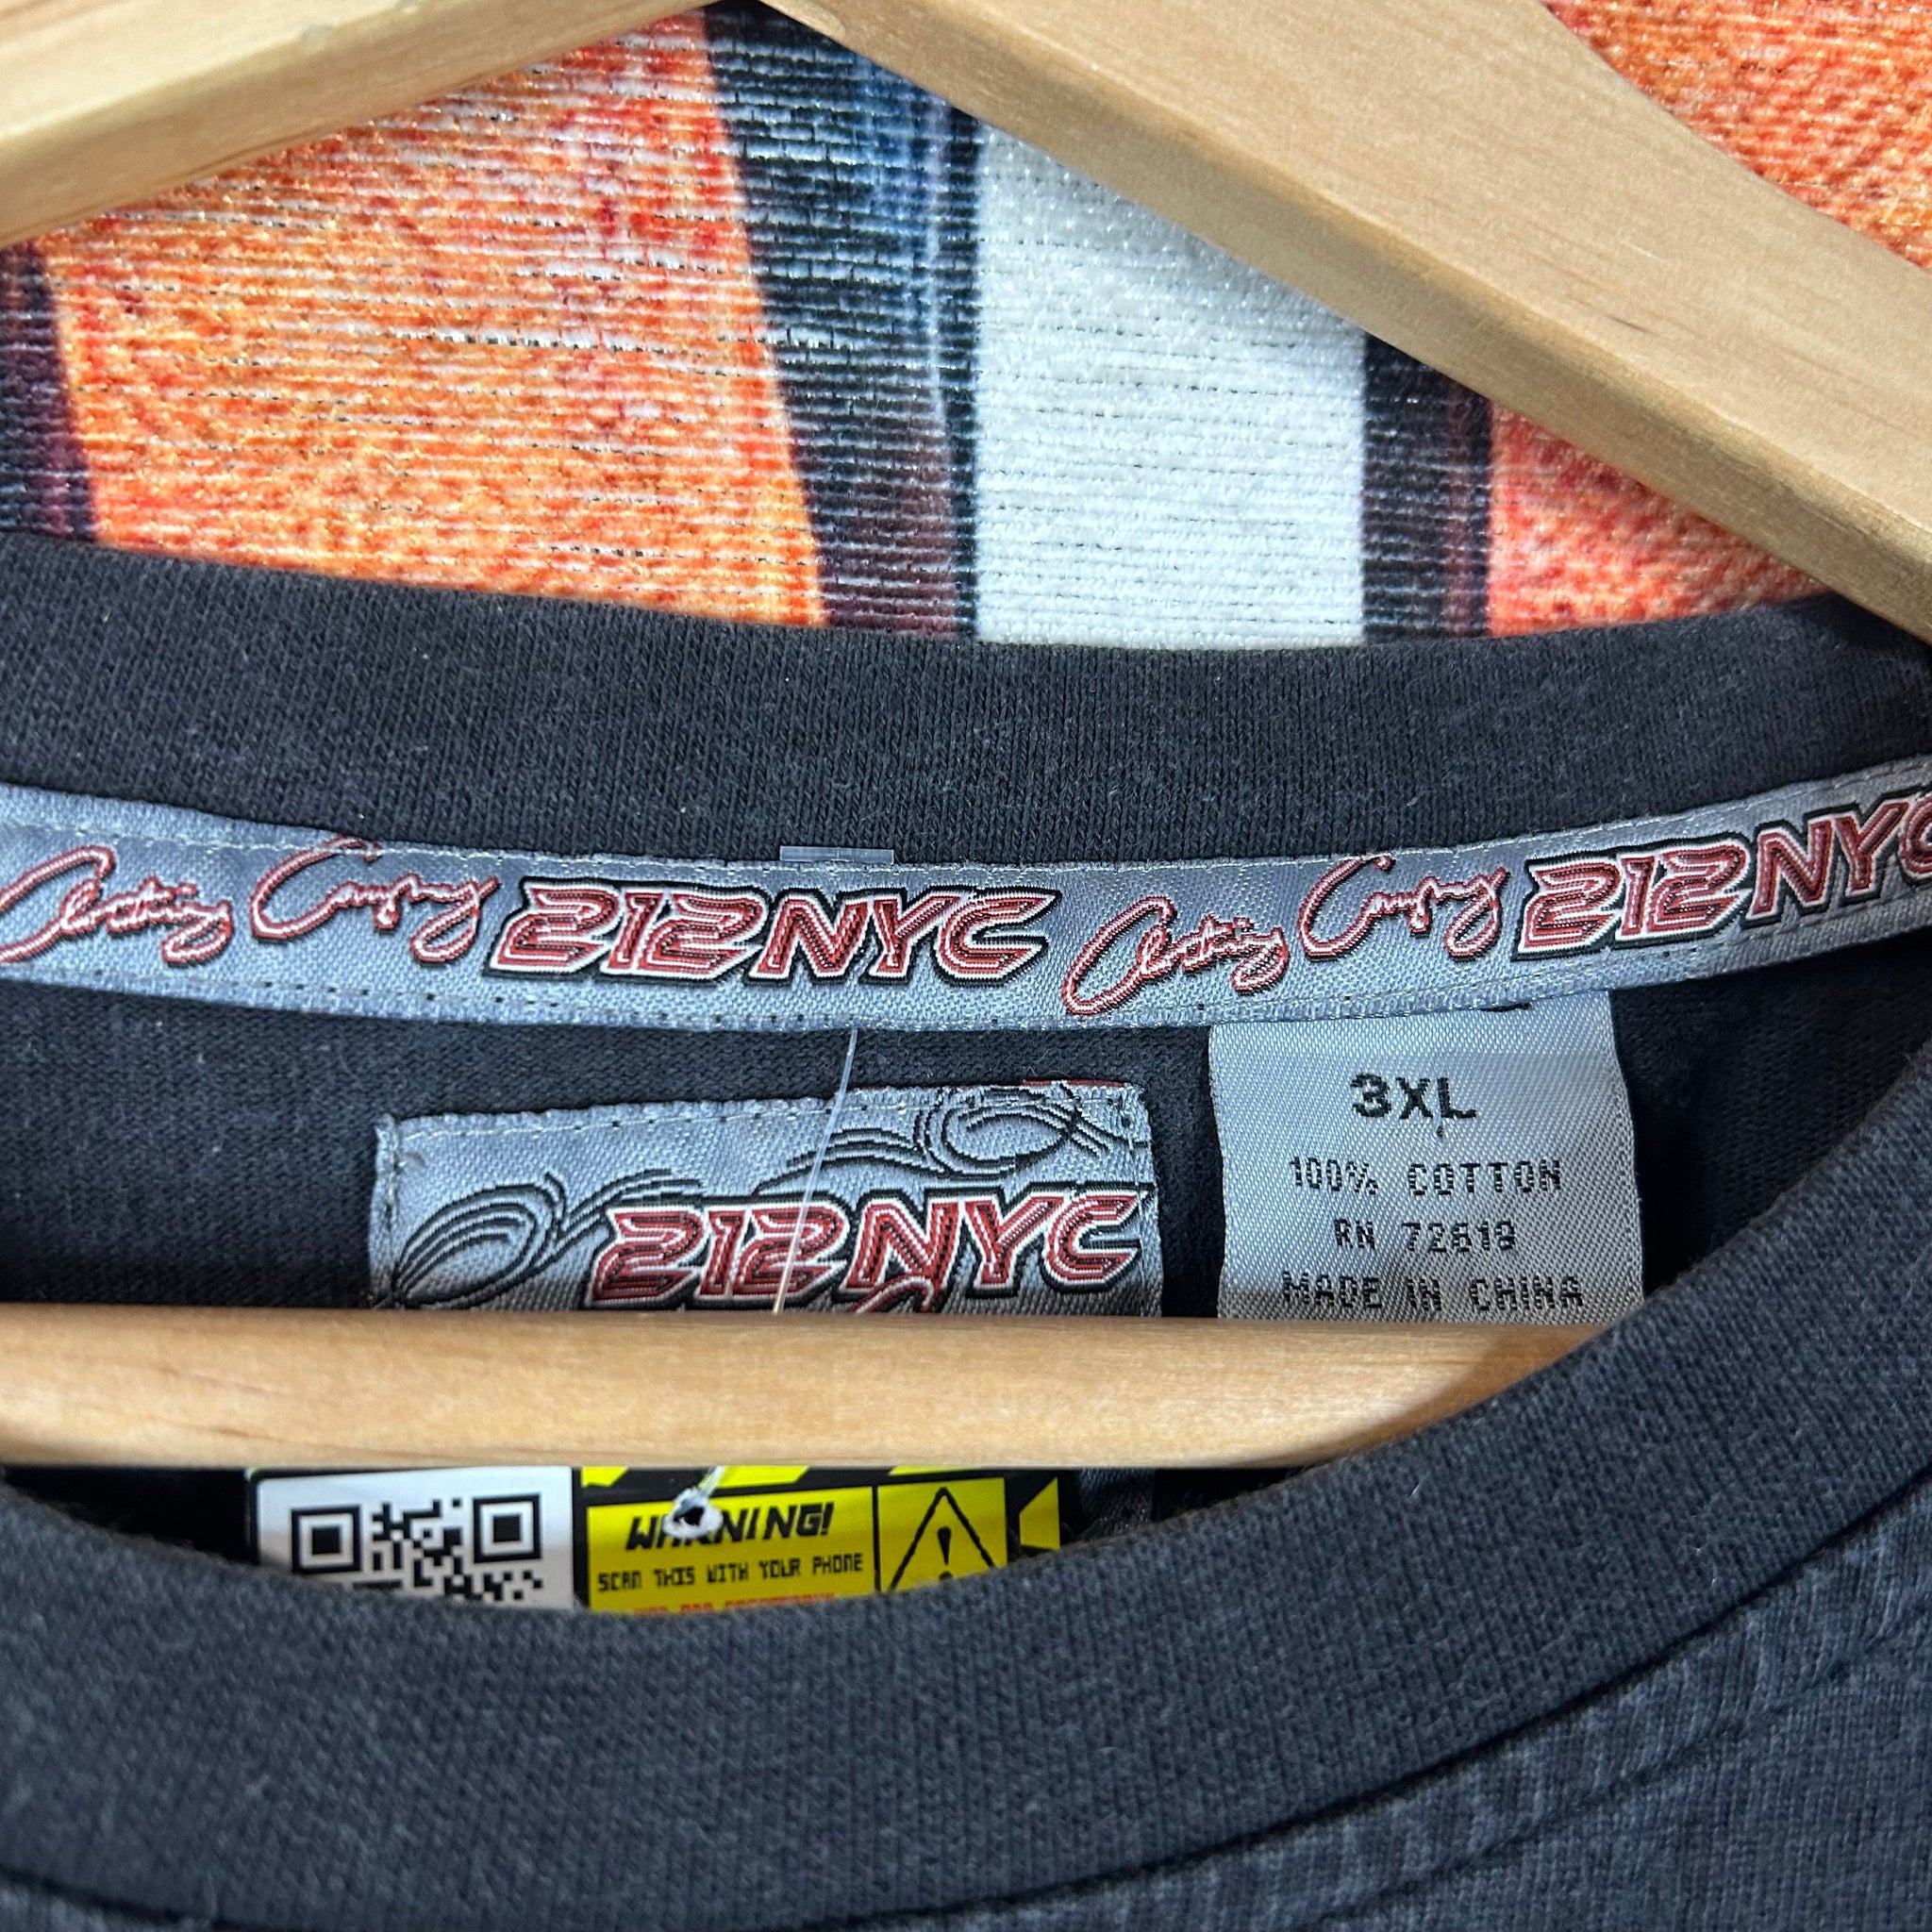 Clothing Company 212NYC Clothing Company 212NYC
212NYC
3XL
100% COTTON
RN 72619
MADE IN CHINA
WARNING!
SCAN THIS WITH YOUR PHONE